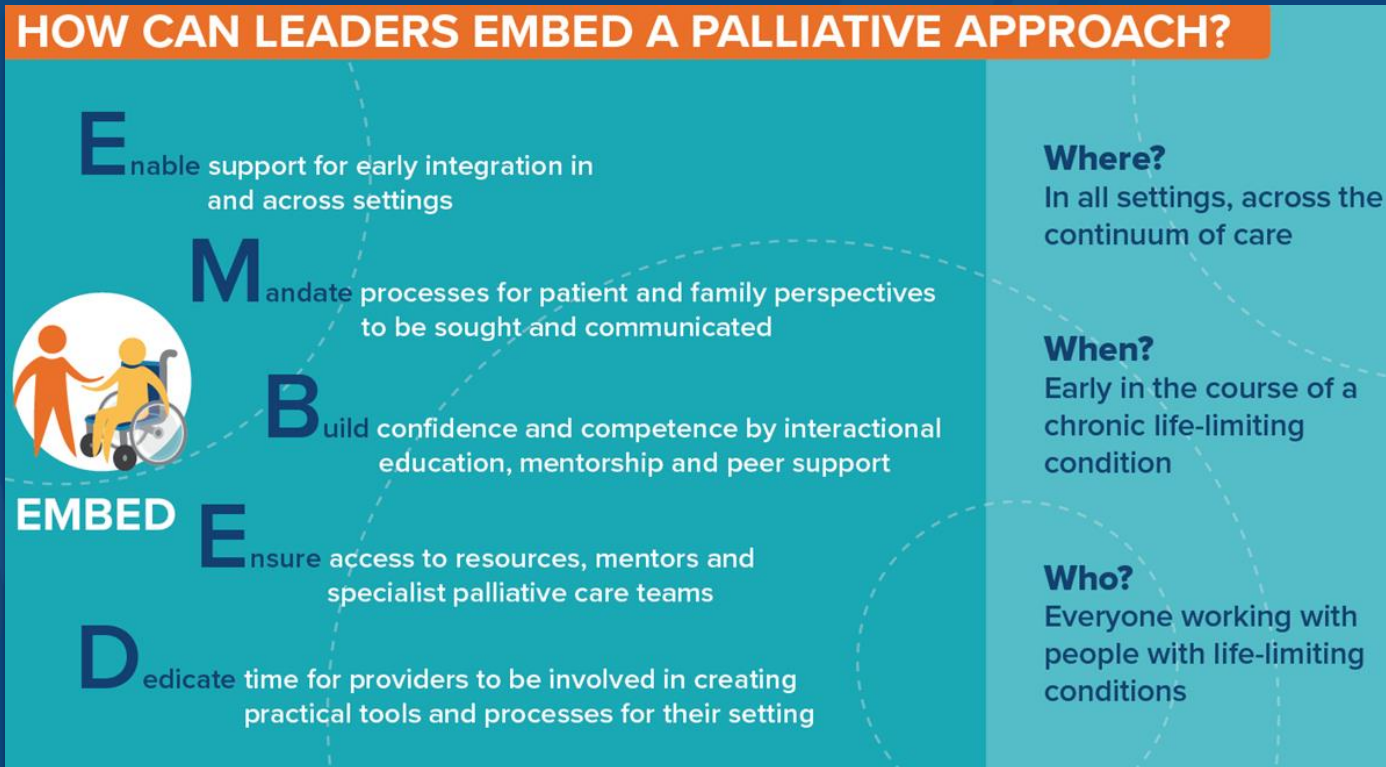 HOW CAN LEADERS EMBED A PALLIATIVE APPROACH?
Enable support for early integration in
and across settings
Mandate processes for patient and family perspectives
to be sought and communicated
Build confidence and competence by interactional
education, mentorship and peer support
EMBED
Ensure access to resources, mentors and
specialist palliative care teams
Dedicate time for providers to be involved in creating
practical tools and processes for their setting
Where?
In all settings, across the
continuum of care
When?
Early in the course of a
chronic life-limiting
condition
Who?
Everyone working with
people with life-limiting
conditions